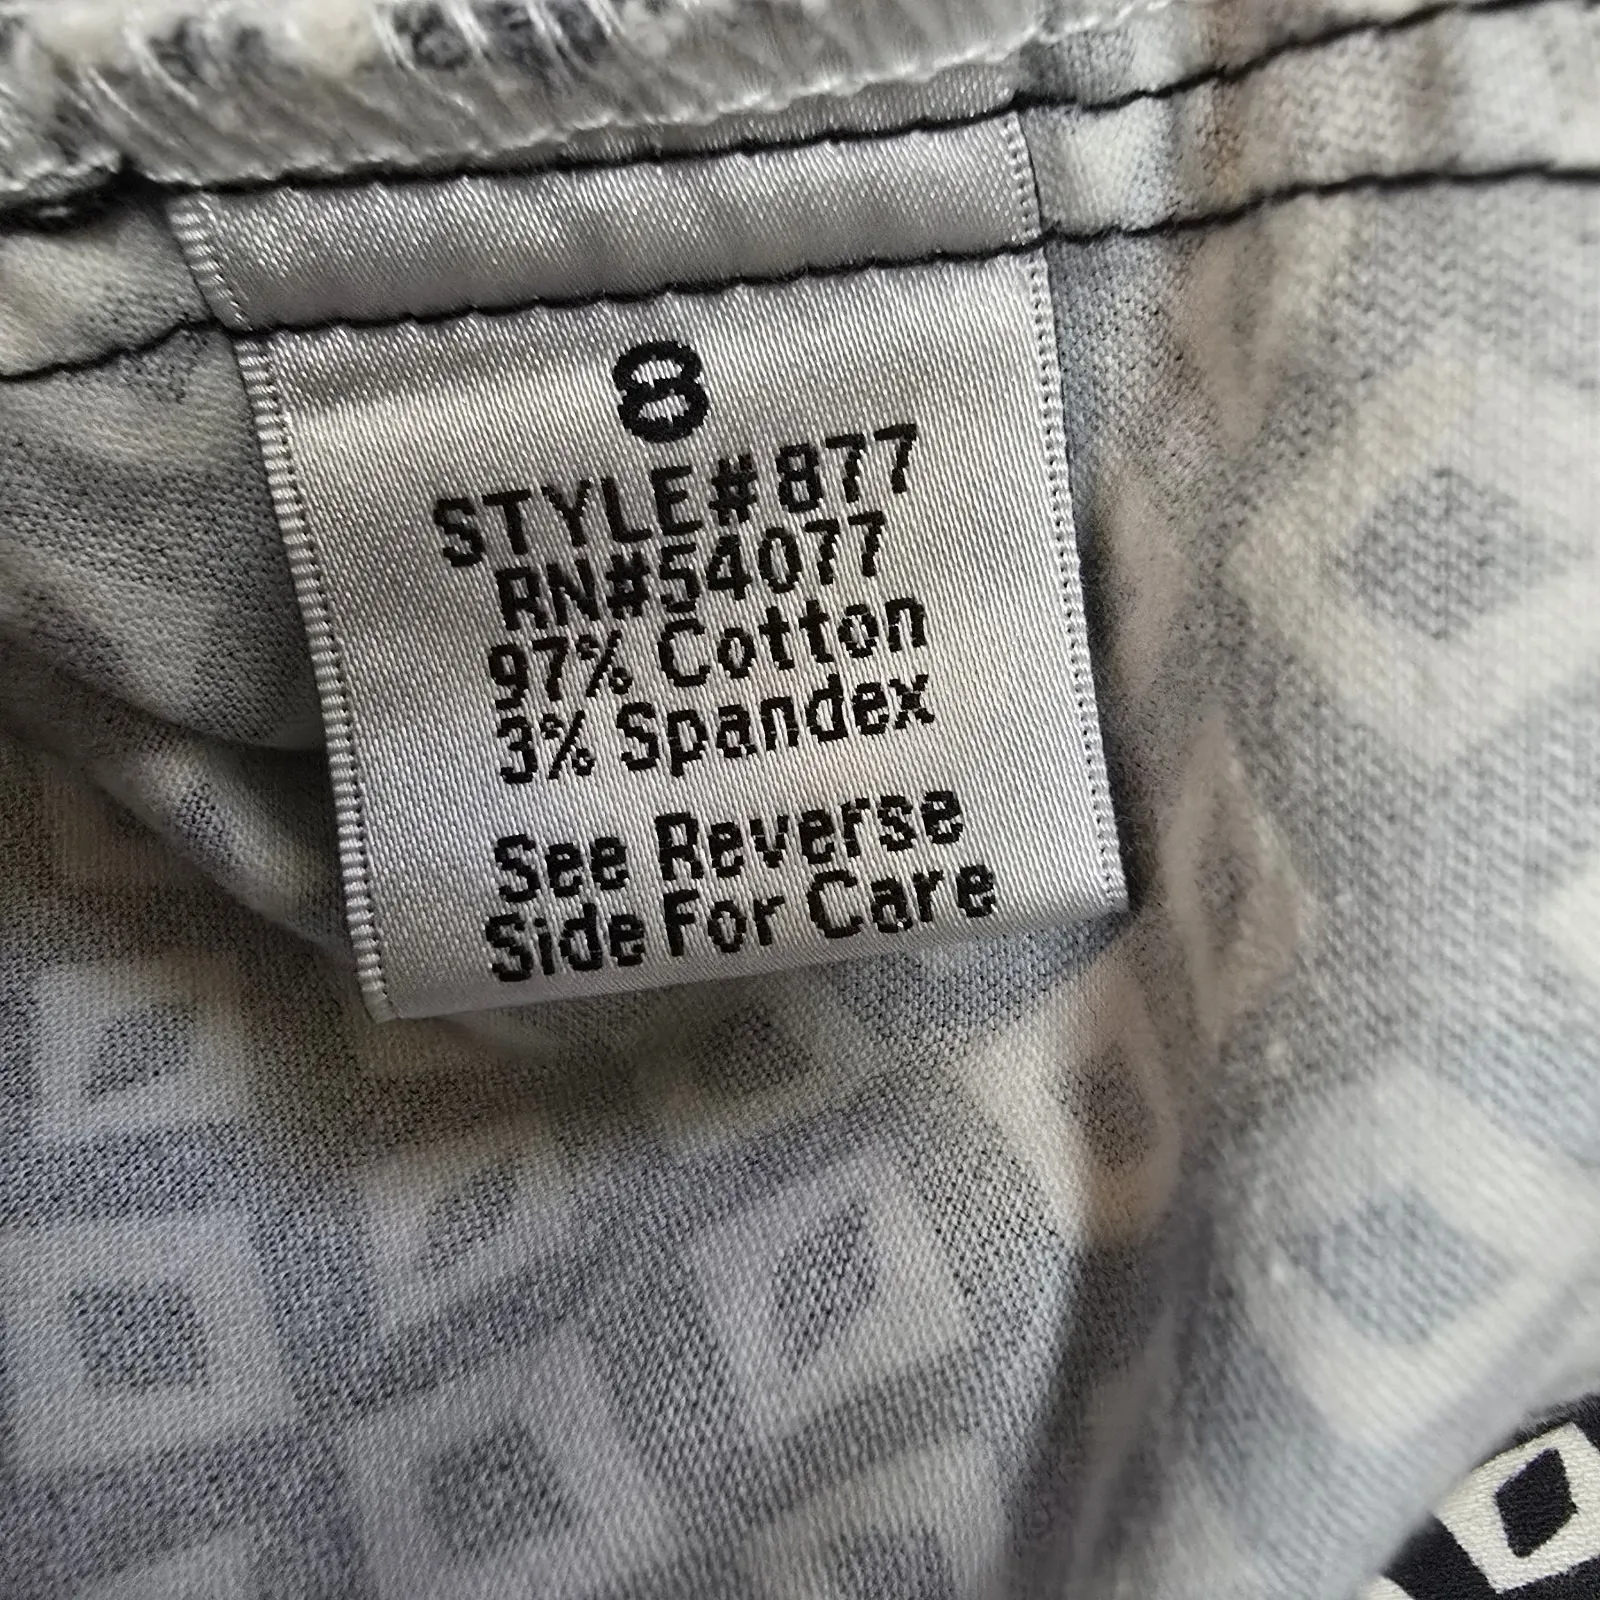 8
STYLE#877
RN#54077
97% Cotton
3% Spandex
See Reverse
Side For Care